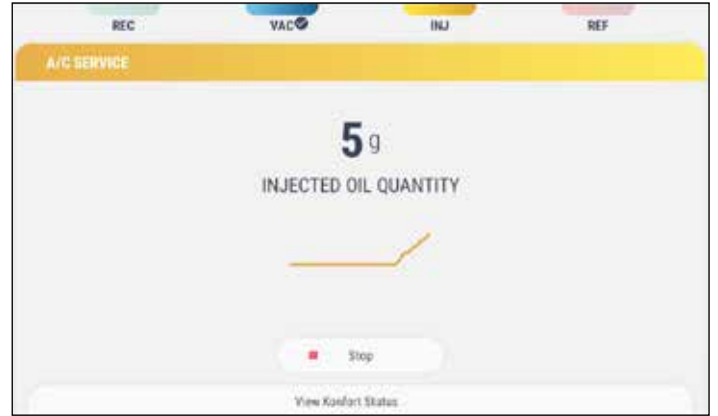 REC VAC INJ REF
A/C SERVICE
5 g
INJECTED OIL QUANTITY
Stop
View Konfort Status